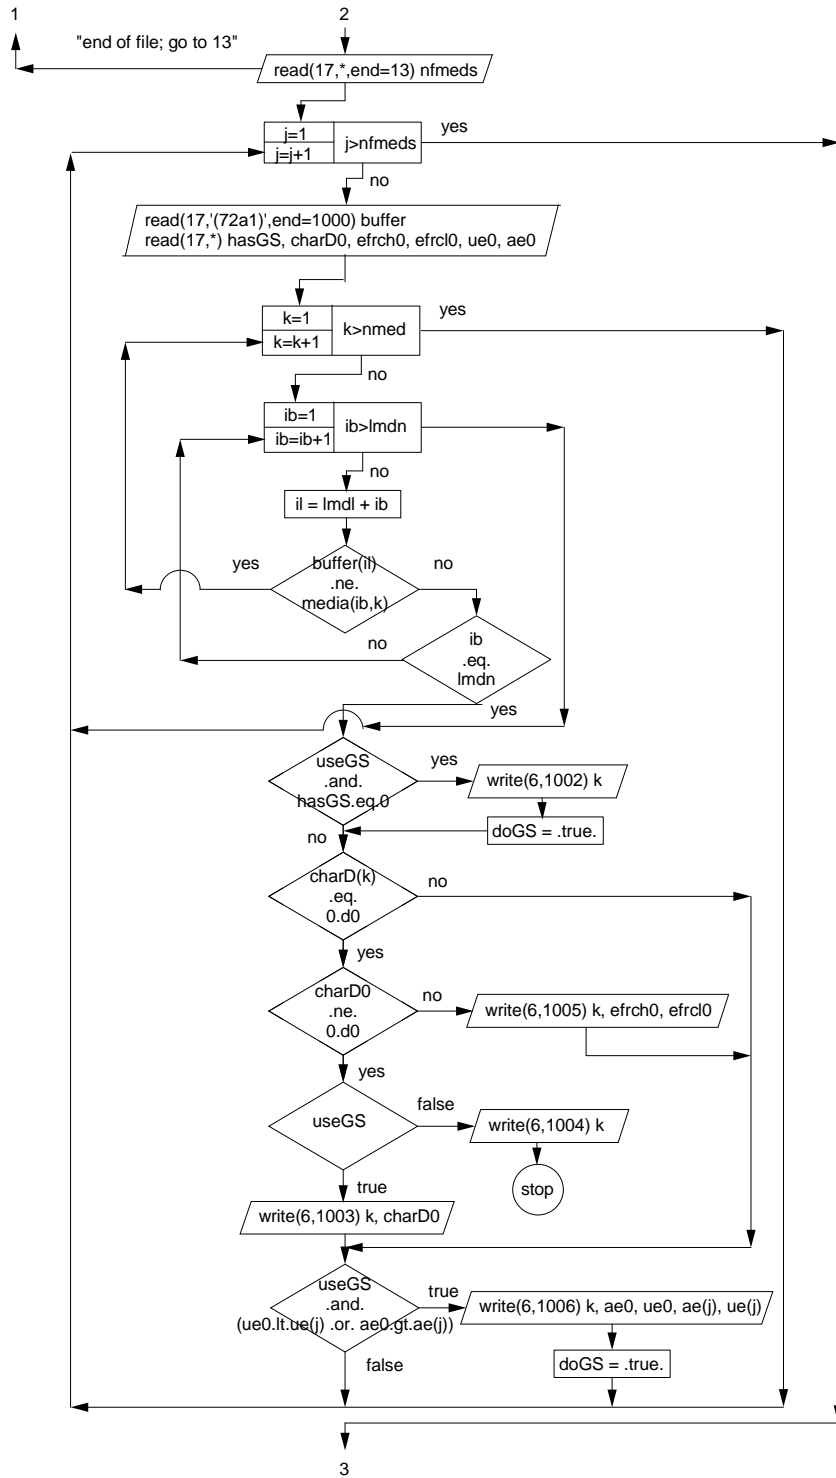 1
2
"end of file; go to 13"
read(17,*,end=13) nfmeds
j=1
j=j+1
j>nfmeds
yes
no
read(17,'(72a1)',end=1000) buffer
read(17,*) hasGS, charD0, efrch0, efrcl0, ue0, ae0
k=1
k=k+1
k>nmed
yes
no
ib=1
ib=ib+1
ib>lmdn
no
il = lmdl + ib
yes
buffer(il)
.ne.
media(ib,k)
no
no
ib
.eq.
lmdn
yes
useGS
.and.
hasGS.eq.0
yes
write(6,1002) k
doGS = .true.
no
charD(k)
.eq.
0.d0
no
yes
charD0
.ne.
0.d0
no
write(6,1005) k, efrch0, efrcl0
yes
useGS
false
write(6,1004) k
stop
true
write(6,1003) k, charD0
useGS
.and.
(ue0.lt.ue(j) .or. ae0.gt.ae(j))
true
write(6,1006) k, ae0, ue0, ae(j), ue(j)
doGS = .true.
false
3